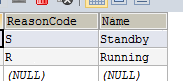 ReasonCode Name
S Standby
R Running
(NULL) (NULL)